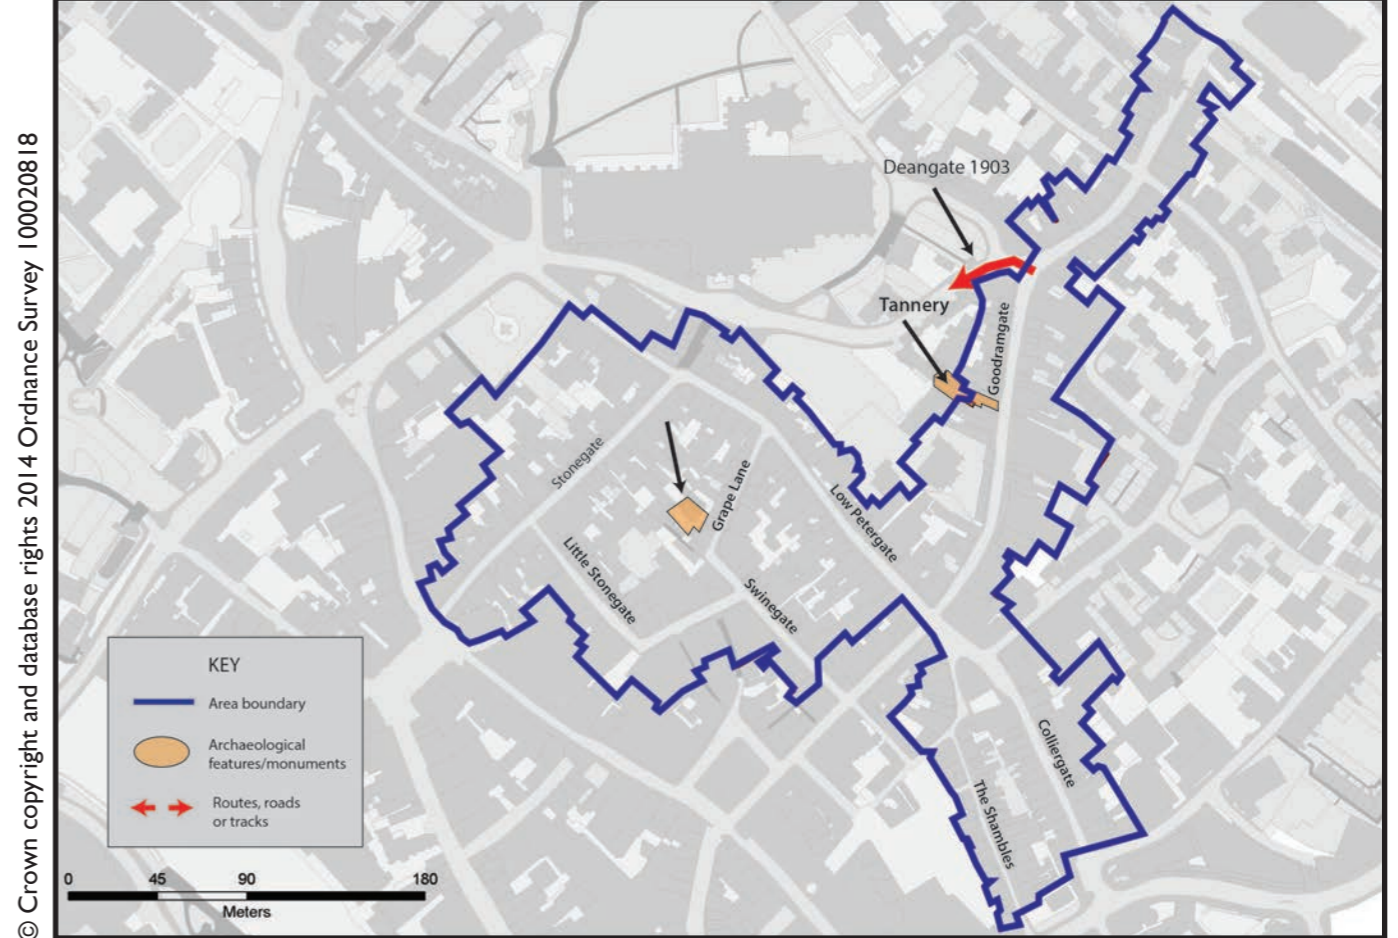 © Crown copyright and database rights 2014 Ordnance Survey 100020818
Deangate 1903
Tannery
Goodramgate
Stonegate
Grape Lane
Low Petergate
Little Stonegate
Swinegate
Colliergate
The Shambles
KEY
Area boundary
Archaeological
features/monuments
Routes, roads
or tracks
0 45 90 180
Meters